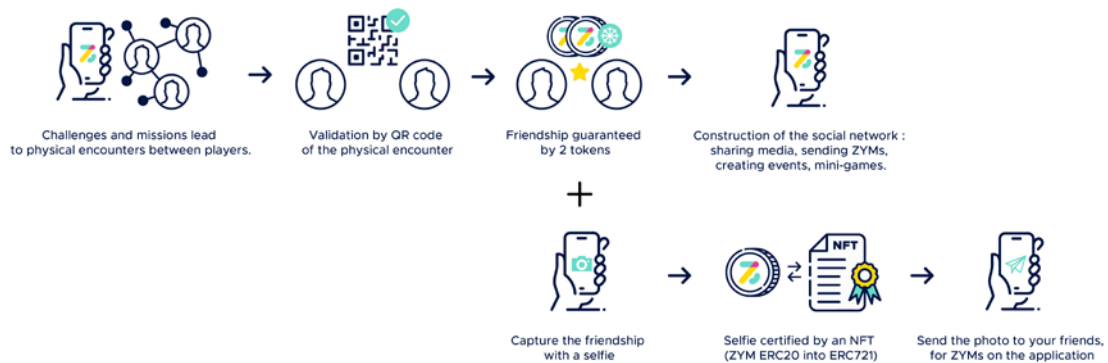 Challenges and missions lead
to physical encounters between players.
Validation by QR code
of the physical encounter
Friendship guaranteed
by 2 tokens
Construction of the social network :
sharing media, sending ZYMs,
creating events, mini-games.
+
NFT
Capture the friendship
with a selfie
Selfie certified by an NFT
(ZYM ERC20 into ERC721)
Send the photo to your friends,
for ZYMs on the application